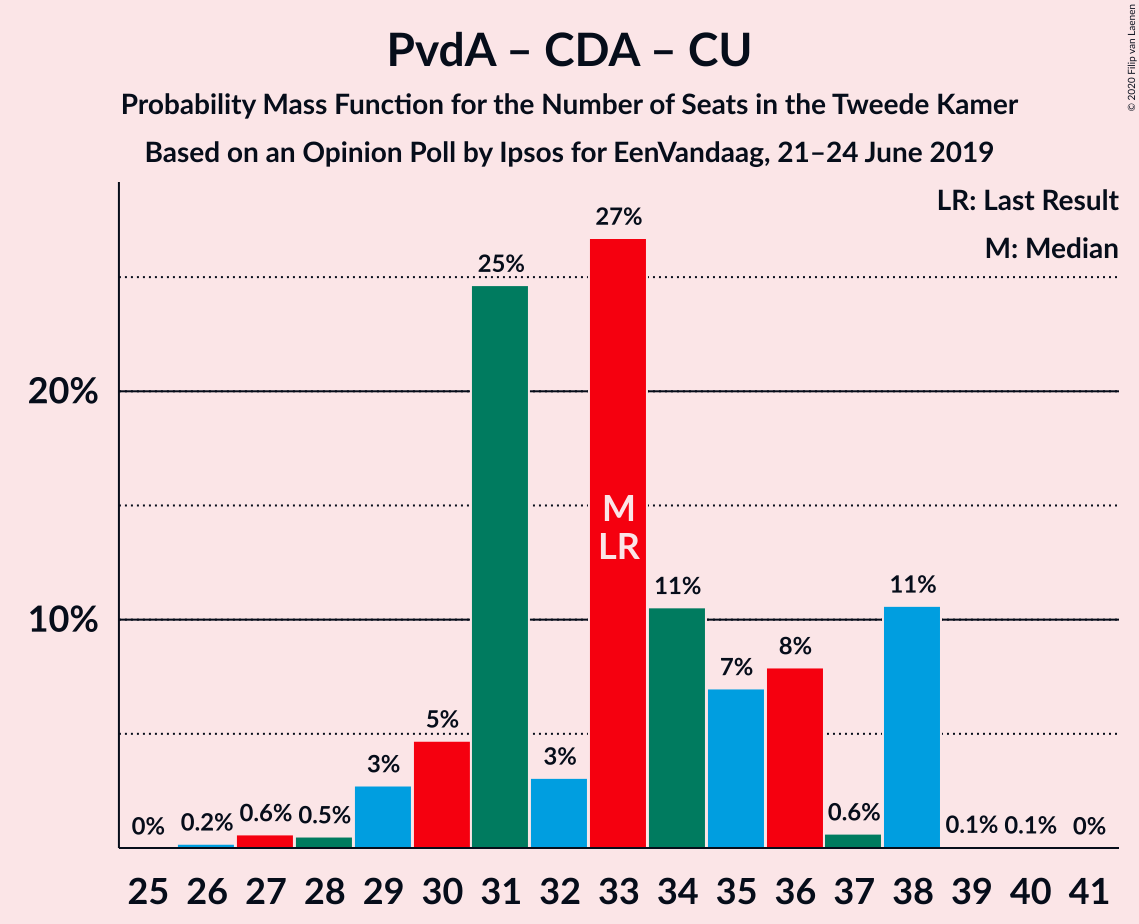 PvdA – CDA – CU
Probability Mass Function for the Number of Seats in the Tweede Kamer
Based on an Opinion Poll by Ipsos for EenVandaag, 21–24 June 2019
© 2020 Filip van Laenen
LR: Last Result
M: Median
27%
25%
20%
M
LR
11%
11%
10%
8%
7%
5%
3%
3%
0%
0.2%
0.6%
0.5%
0.6%
0.1%
0.1%
0%
25 26 27 28 29 30 31 32 33 34 35 36 37 38 39 40 41